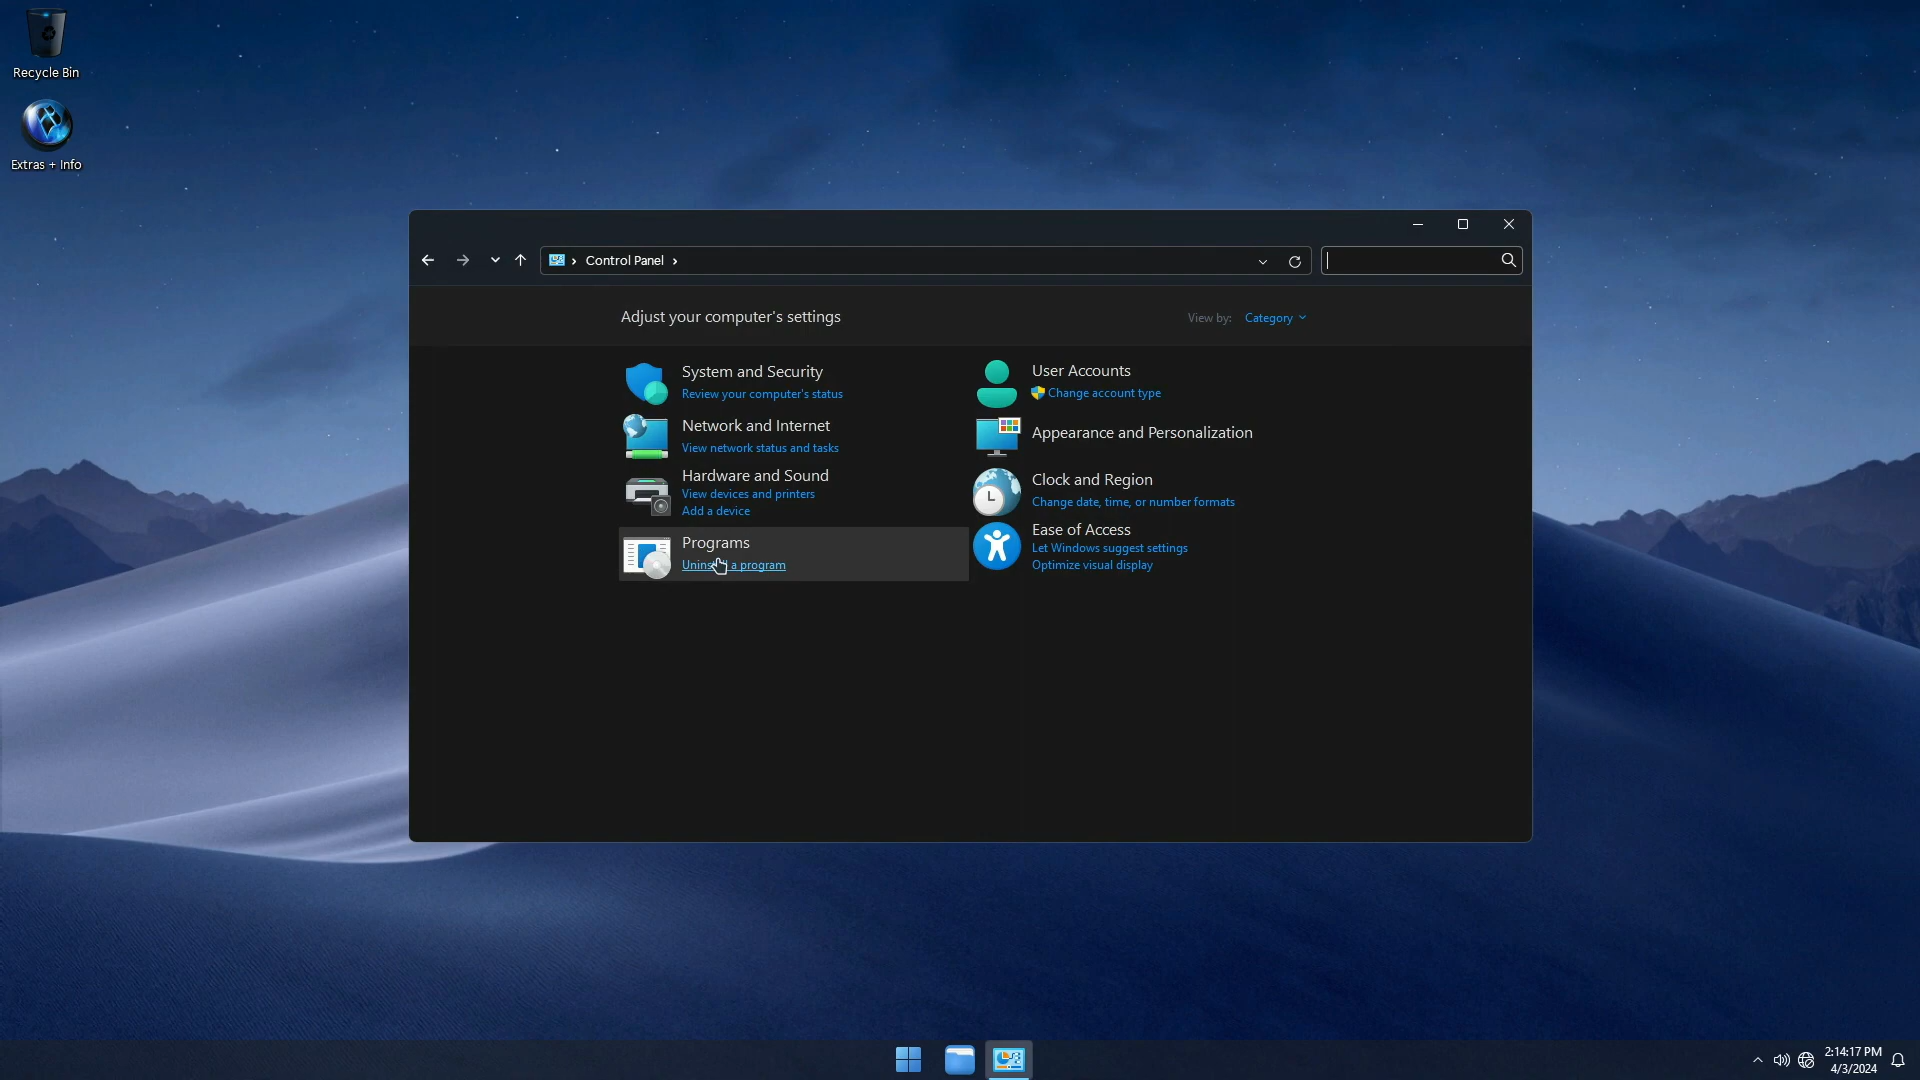 Recycle Bin
Extras + Info
Control Panel
Adjust your computer's settings
View by: Category
System and Security
Review your computer's status
Network and Internet
View network status and tasks
Hardware and Sound
View devices and printers
Add a device
Programs
Uninstall a program
User Accounts
Change account type
Appearance and Personalization
Clock and Region
Change date, time, or number formats
Ease of Access
Let Windows suggest settings
Optimize visual display
2:14:17 PM
4/3/2024